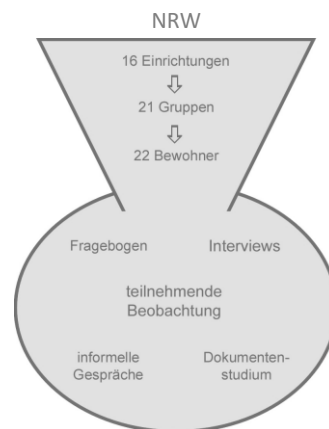 NRW
16 Einrichtungen
21 Gruppen
22 Bewohner
Fragebogen
Interviews
teilnehmende
Beobachtung
informelle
Gespräche
Dokumenten-
studium